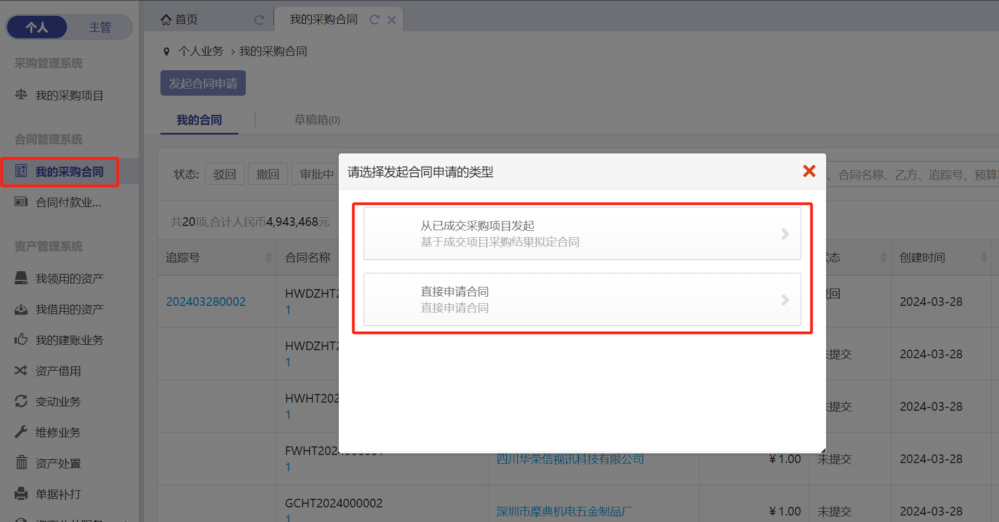 个人
主管
采购管理系统
我的采购项目
合同管理系统
我的采购合同
合同付款业...
资产管理系统
我领用的资产
我借用的资产
我的建账业务
资产借用
变动业务
维修业务
资产处置
单据补打
首页
我的采购合同
个人业务 › 我的采购合同
发起合同申请
我的合同
草稿箱(0)
状态:
驳回
撤回
审批中
、合同名称、乙方、追踪号、预算
共20项,合计人民币4,943,468元
请选择发起合同申请的类型
从已成交采购项目发起
基于成交项目采购结果拟定合同
直接申请合同
直接申请合同
追踪号
合同名称
态
创建时间
202403280002
HWDZHT2
1
回
2024-03-28
HWDZHT2
1
提交
2024-03-28
HWHT202
1
提交
2024-03-28
FWHT202
1
四川华荣信视讯科技有限公司
¥1.00
未提交
2024-03-28
GCHT2024000002
1
深圳市摩典机电五金制品厂
¥1.00
未提交
2024-03-28